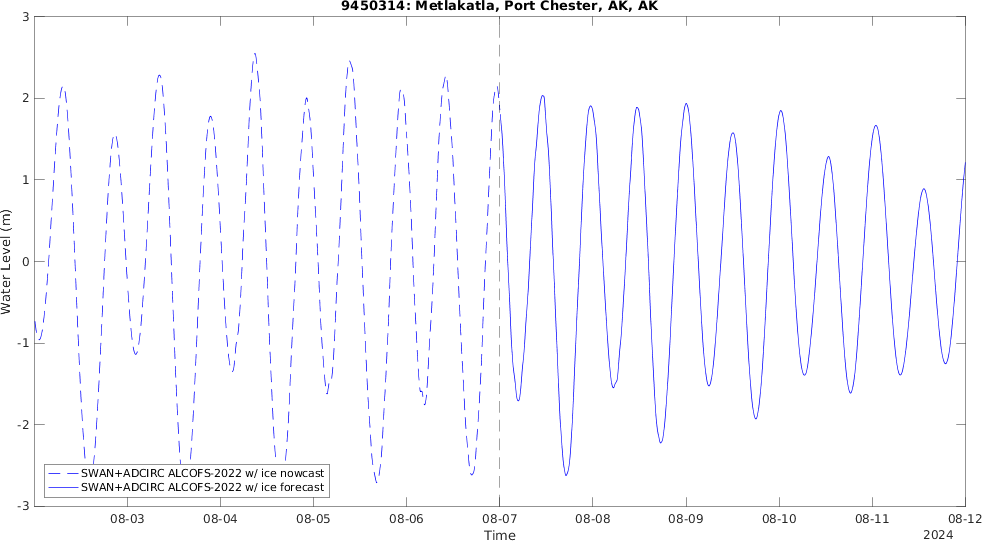 9450314: Metlakatla, Port Chester, AK, AK
3
2
1
0
-1
-2
-3
Water Level (m)
SWAN+ADCIRC ALCOFS-2022 w/ ice nowcast
SWAN+ADCIRC ALCOFS-2022 w/ ice forecast
08-03 08-04 08-05 08-06 08-07 08-08 08-09 08-10 08-11 08-12
Time
2024